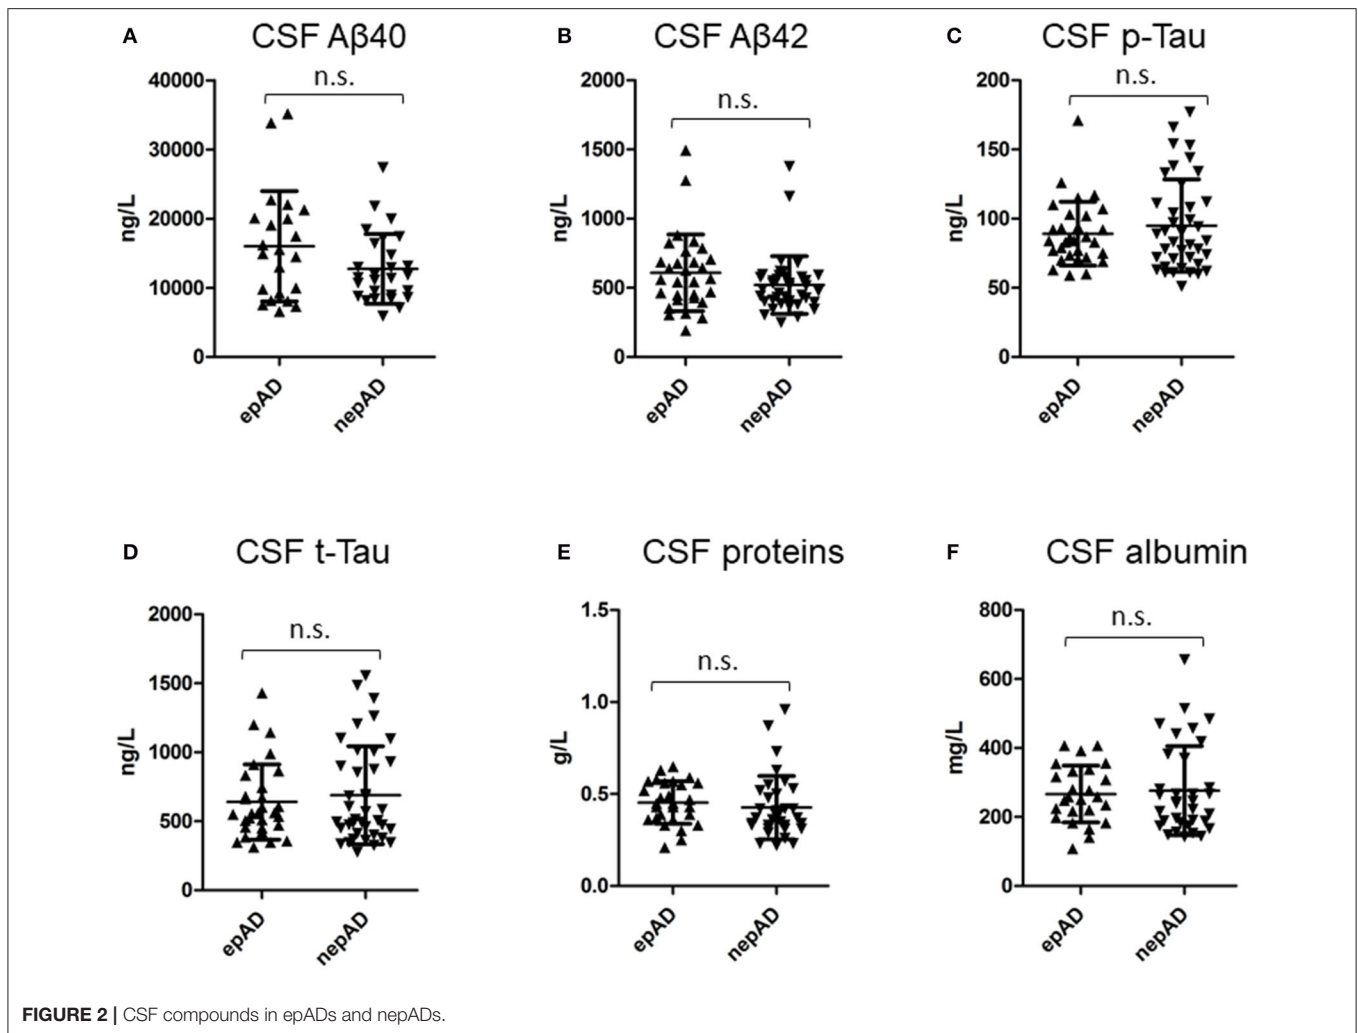 A CSF Aβ40
n.s.
40000
30000
20000
10000
0
ng/L
epAD
nepAD
B CSF Aβ42
n.s.
2000
1500
1000
500
0
ng/L
epAD
nepAD
C CSF p-Tau
n.s.
200
150
100
50
0
ng/L
epAD
nepAD
D CSF t-Tau
n.s.
2000
1500
1000
500
0
ng/L
epAD
nepAD
E CSF proteins
n.s.
1.5
1.0
0.5
0.0
g/L
epAD
nepAD
F CSF albumin
n.s.
800
600
400
200
0
mg/L
epAD
nepAD
FIGURE 2 | CSF compounds in epADs and nepADs.